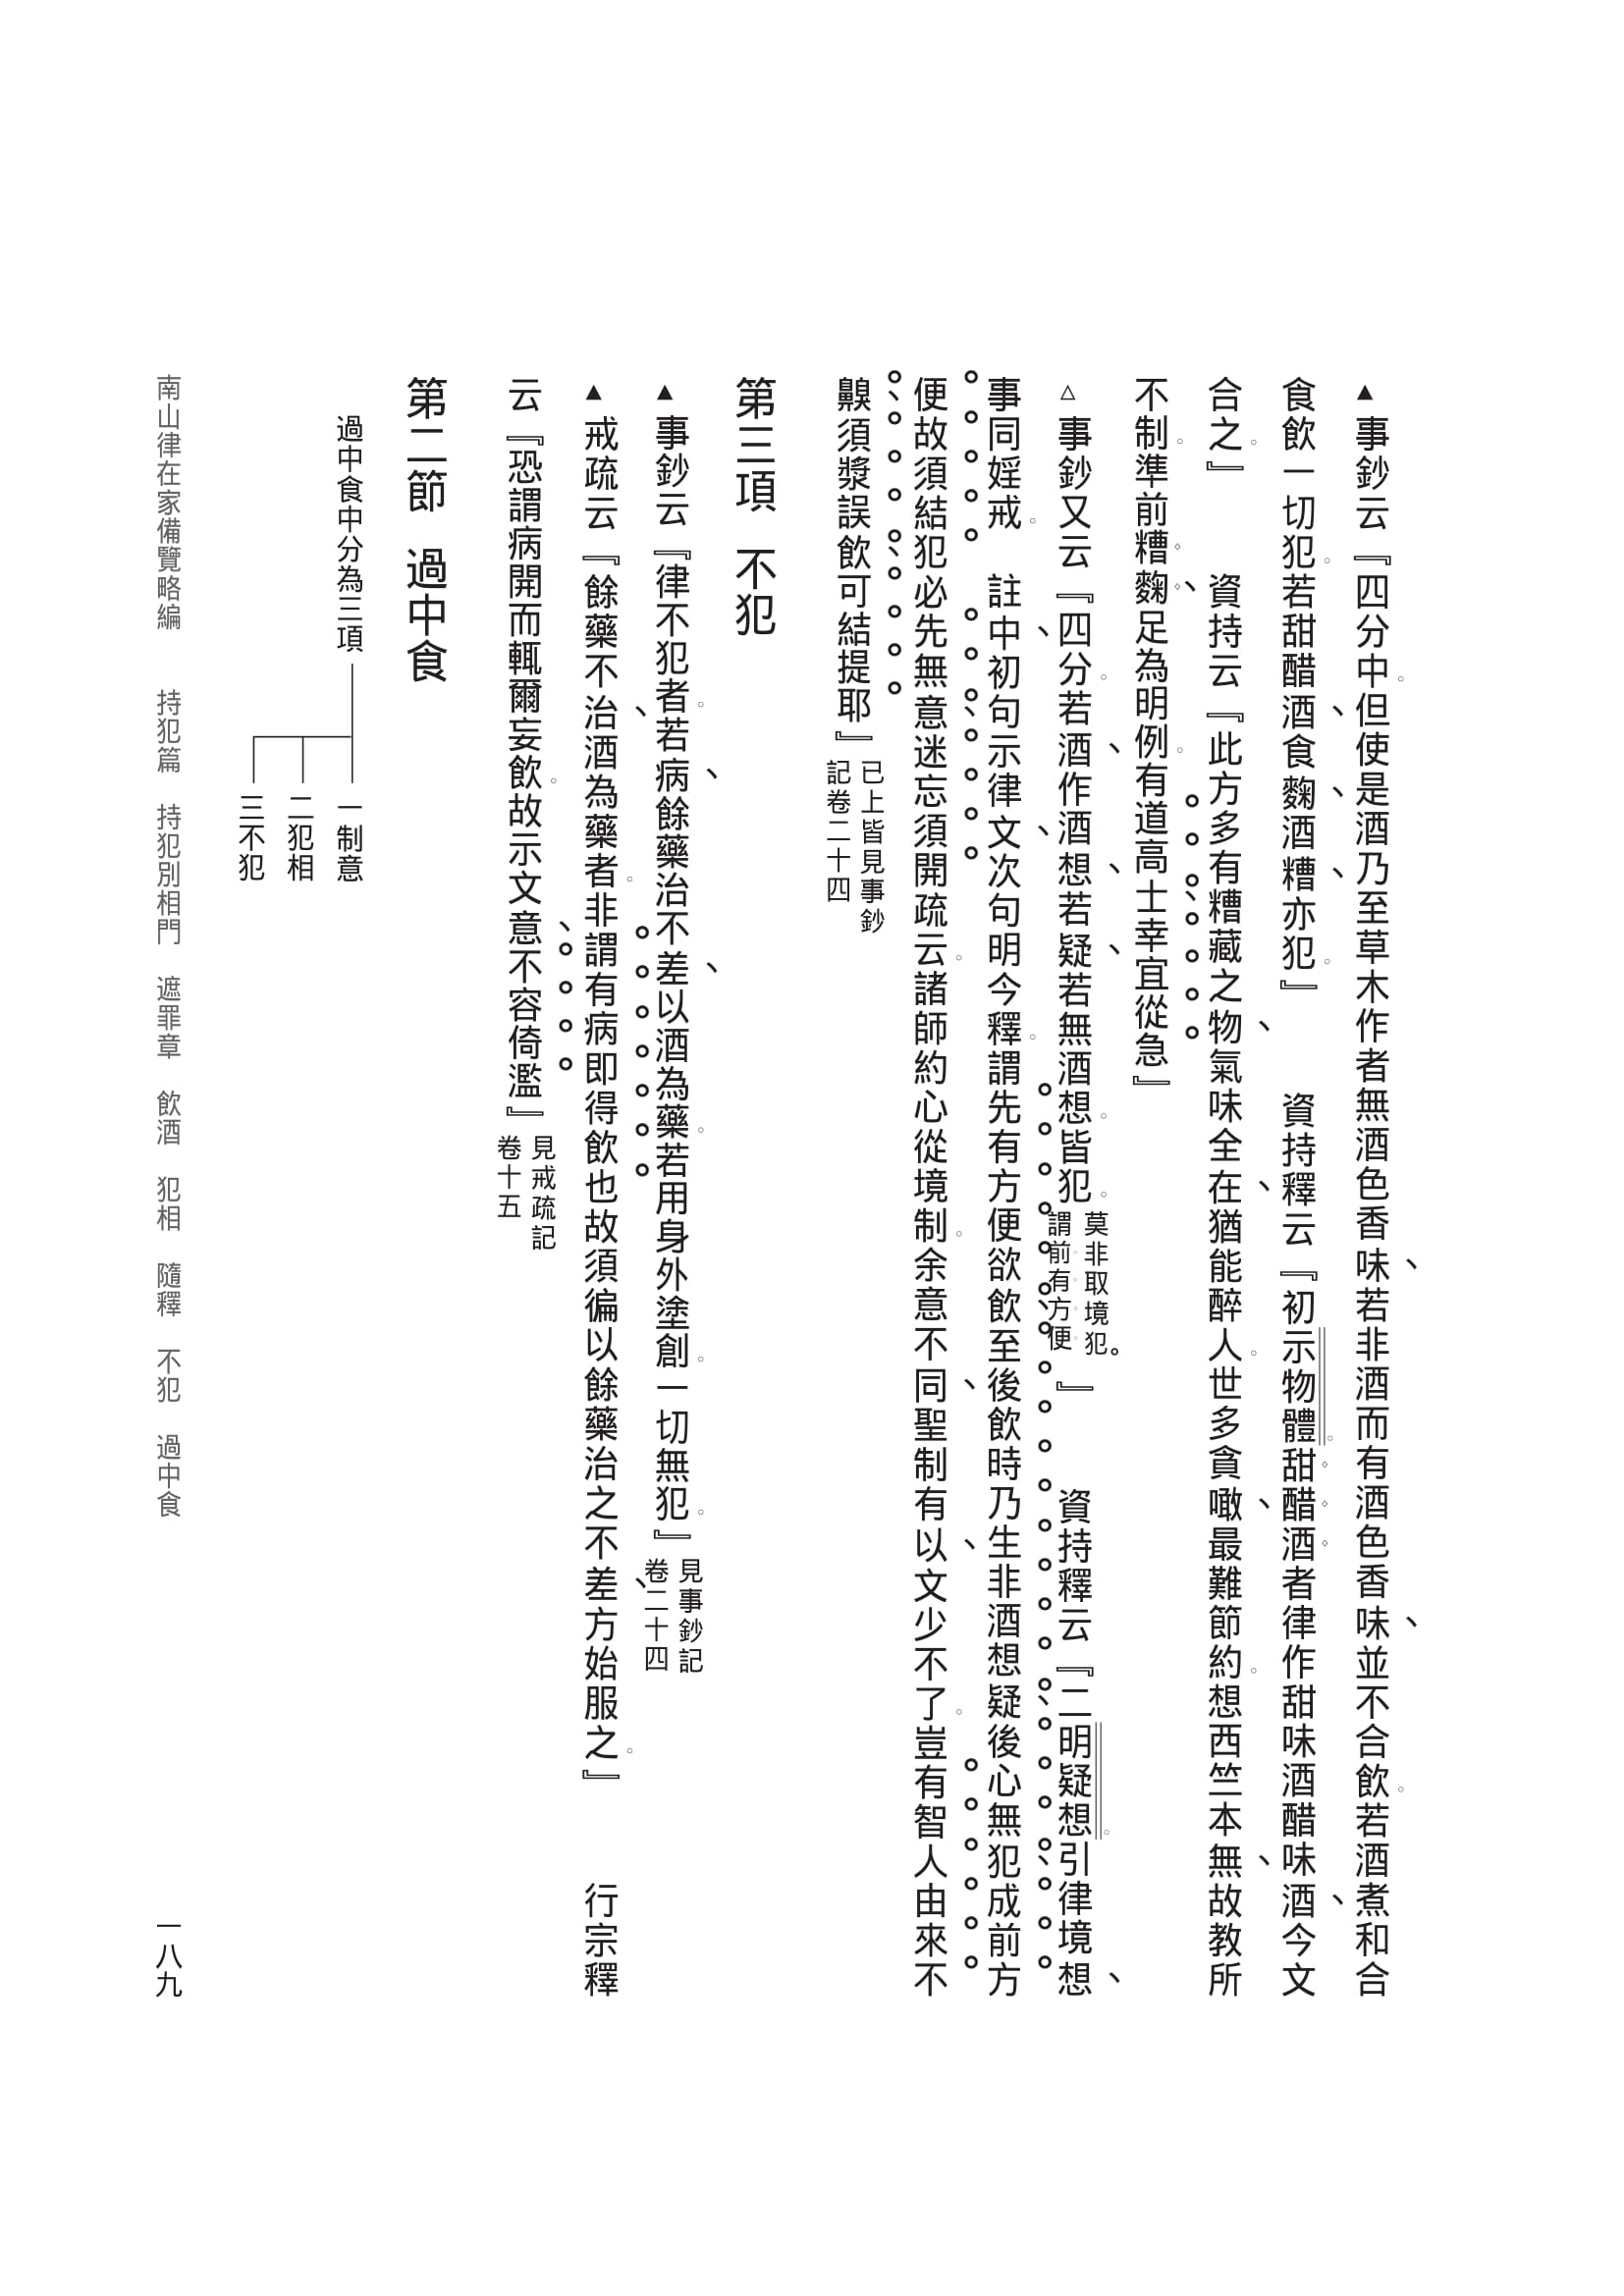 ▲事鈔云『四分中。但使是酒乃至草木作者無酒色香味、若非酒而有酒色香味、並不合飲。若酒煮和合
食飲一切犯。若甜醋酒、食麴、酒糟、亦犯。』　　資持釋云『初示物體。甜醋酒者律作甜味酒醋味酒、今文
合之。』　　資持云『此方多有糟藏之物、氣味全在、猶能醉人。世多貪噉、最難節約。想西竺本無、故教所
不制。準前糟麴、足為明例。有道高士幸宜從急』
△事鈔又云『四分。若酒、作酒想、若疑、若無酒想。皆犯。莫非取境犯。
謂前有方便』　　資持釋云『二明疑想。引律境想、
事同婬戒。　註中、初句示律文、次句明今釋。謂先有方便欲飲至後飲時乃生非酒想疑後心無犯成前方
便故須結犯必先無意迷忘須開疏云。諸師約心從境制。余意不同、聖制有以、文少不了。豈有智人由來不
齅須漿誤飲可結提耶』已上皆見事鈔
記卷二十四
第三項　不犯
▲事鈔云『律不犯者。若病、餘藥治不差、以酒為藥。若用身外塗創。一切無犯。』見事鈔記
卷二十四
▲戒疏云『餘藥不治、酒為藥者。非謂有病即得飲也故須徧以餘藥治之不差、方始服之。』　　行宗釋
云『恐謂病開而輒爾妄飲。故示文意、不容倚濫』見戒疏記
卷十五
第二節　過中食
過中食中分為三項
一制意
二犯相
三不犯
南山律在家備覽略編　　持犯篇　持犯別相門　遮罪章　飲酒　犯相　隨釋　不犯　過中食
一八九